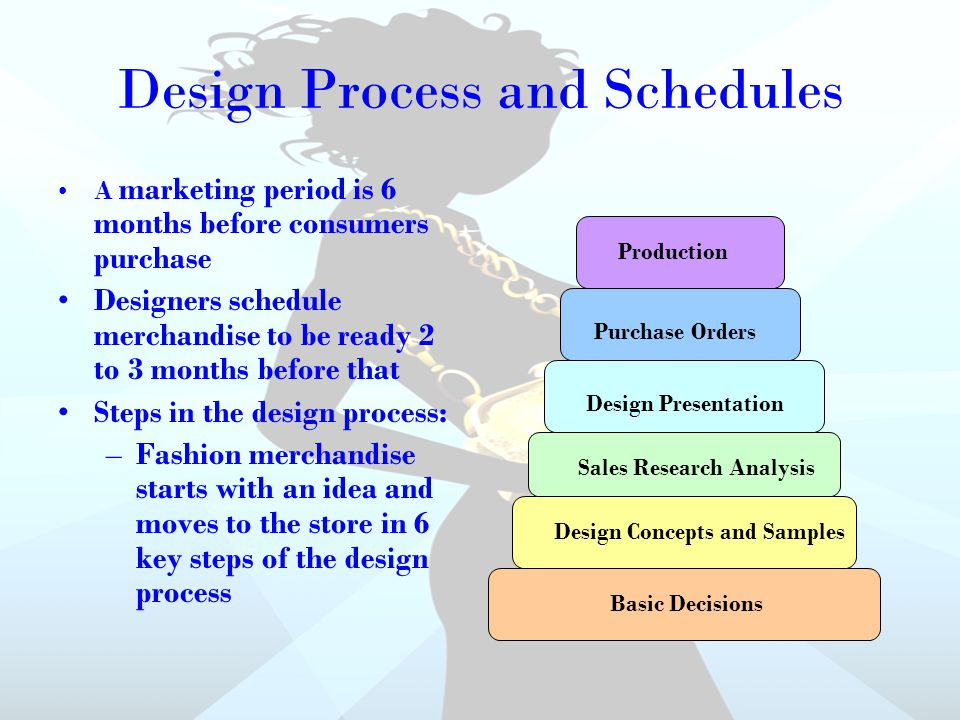 Design Process and Schedules
• A marketing period is 6
months before consumers
purchase
• Designers schedule
merchandise to be ready 2
to 3 months before that
• Steps in the design process:
– Fashion merchandise
starts with an idea and
moves to the store in 6
key steps of the design
process
Production
Purchase Orders
Design Presentation
Sales Research Analysis
Design Concepts and Samples
Basic Decisions